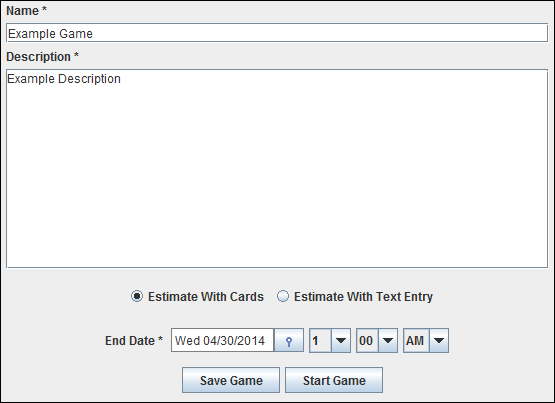 Name *
Example Game
Description *
Example Description
Estimate With Cards Estimate With Text Entry
End Date * Wed 04/30/2014 1 00 AM
Save Game Start Game